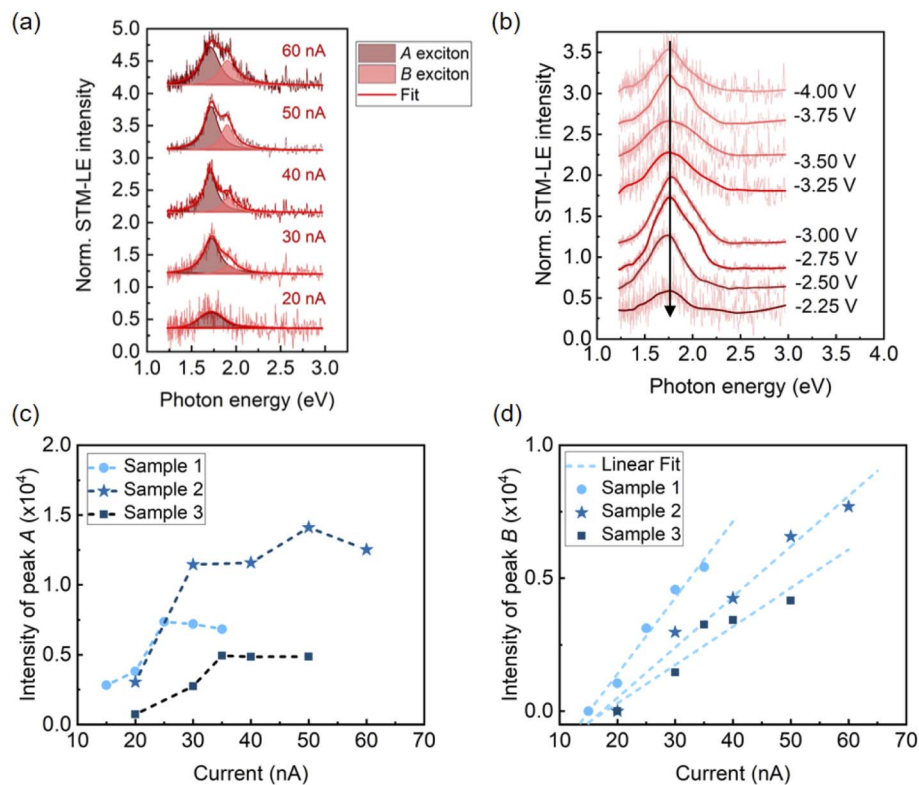 (a)
Norm. STM-LE intensity
5.0
4.5
4.0
3.5
3.0
2.5
2.0
1.5
1.0
0.5
0.0
60 nA
50 nA
40 nA
30 nA
20 nA
1.0 1.5 2.0 2.5 3.0
Photon energy (eV)
A exciton
B exciton
Fit
(b)
Norm. STM-LE intensity
3.5
3.0
2.5
2.0
1.5
1.0
0.5
0.0
-4.00 V
-3.75 V
-3.50 V
-3.25 V
-3.00 V
-2.75 V
-2.50 V
-2.25 V
1.0 1.5 2.0 2.5 3.0 3.5 4.0
Photon energy (eV)
(c)
Intensity of peak A (x10⁴)
2.0
1.5
1.0
0.5
0.0
Sample 1
Sample 2
Sample 3
10 20 30 40 50 60 70
Current (nA)
(d)
Intensity of peak B (x10⁴)
1.0
0.5
0.0
Linear Fit
Sample 1
Sample 2
Sample 3
10 20 30 40 50 60 70
Current (nA)